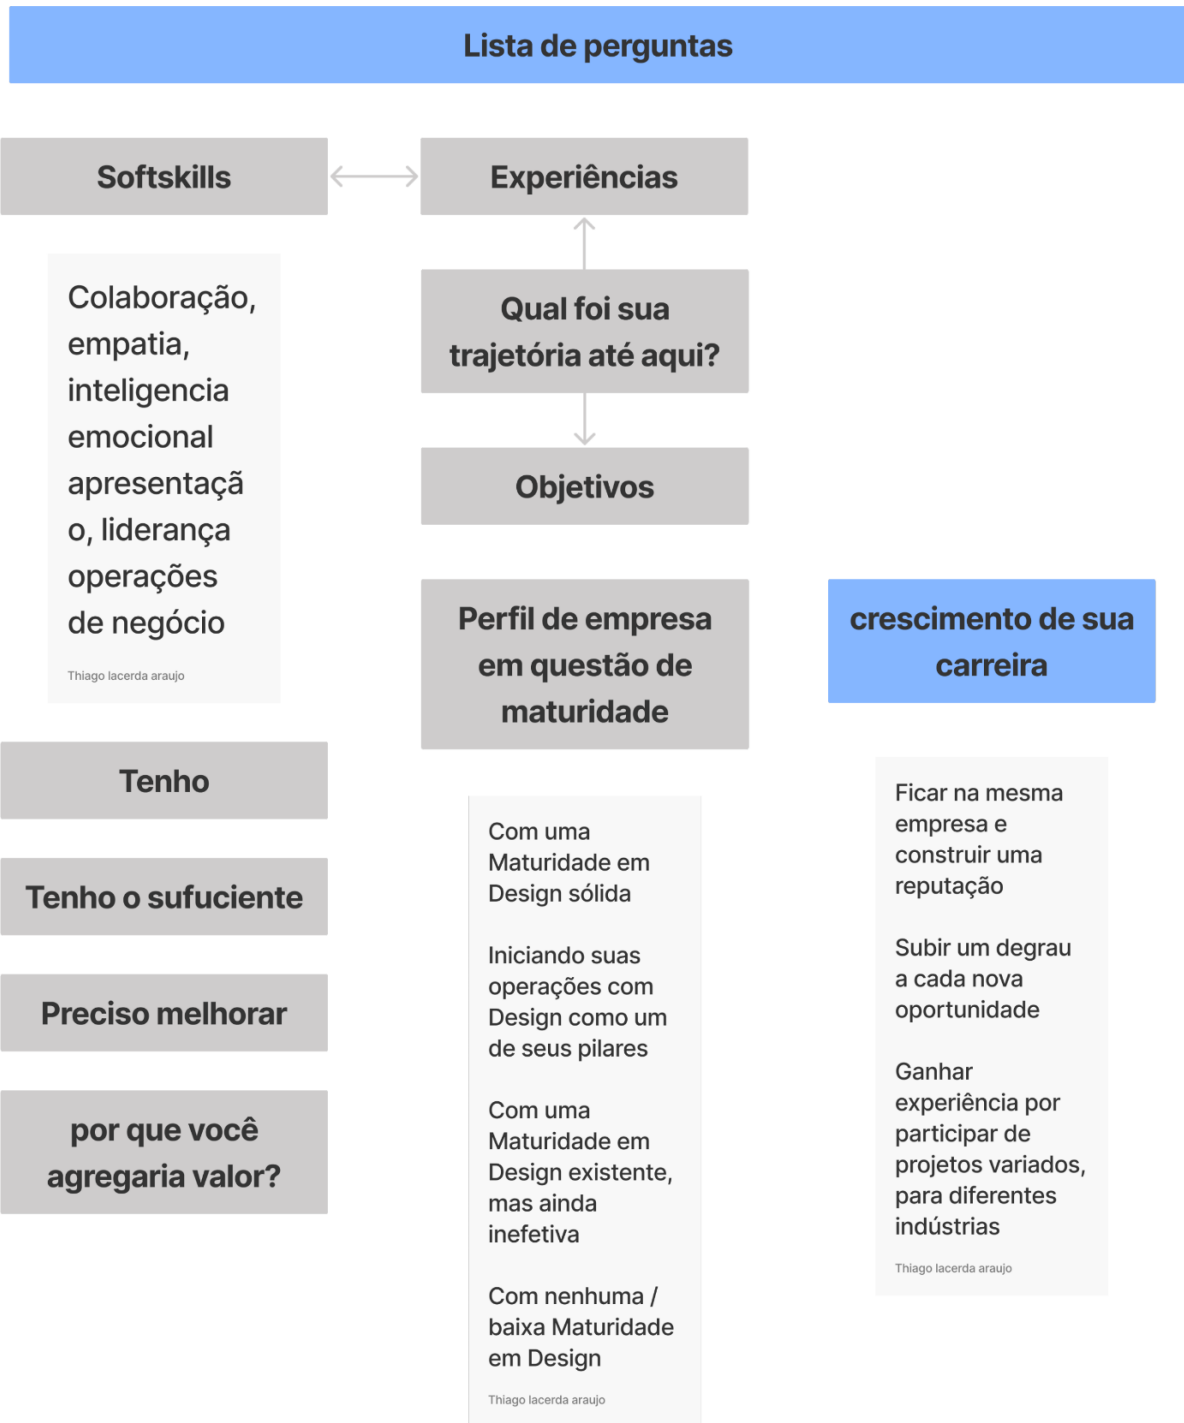 Lista de perguntas
Softskills
Experiências
Colaboração,
empatia,
inteligencia
emocional
apresentaçã
o, liderança
operações
de negócio
Thiago lacerda araujo
Tenho
Tenho o sufuciente
Preciso melhorar
por que você
agregaria valor?
Qual foi sua
trajetória até aqui?
Objetivos
Perfil de empresa
em questão de
maturidade
Com uma
Maturidade em
Design sólida
Iniciando suas
operações com
Design como um
de seus pilares
Com uma
Maturidade em
Design existente,
mas ainda
inefetiva
Com nenhuma /
baixa Maturidade
em Design
Thiago lacerda araujo
crescimento de sua
carreira
Ficar na mesma
empresa e
construir uma
reputação
Subir um degrau
a cada nova
oportunidade
Ganhar
experiência por
participar de
projetos variados,
para diferentes
indústrias
Thiago lacerda araujo